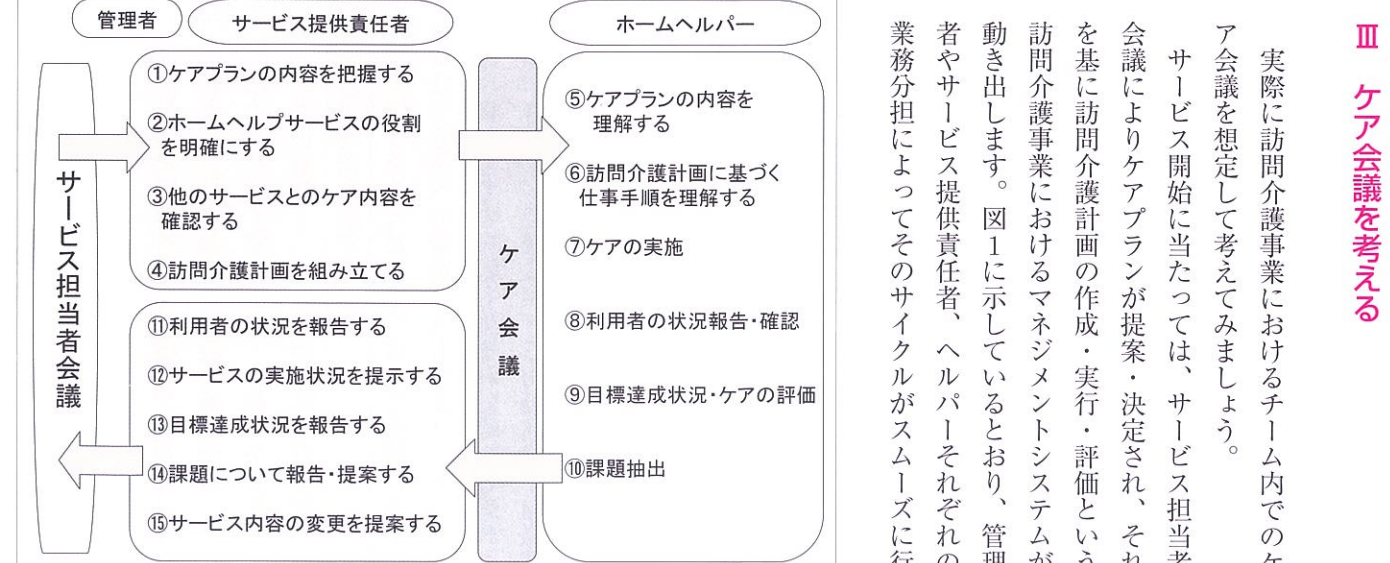 Ⅲ ケア会議を考える
実際に訪問介護事業におけるチーム内でのケ
ア会議を想定して考えてみましょう。
サービス開始に当たっては、サービス担当者
会議によりケアプランが提案・決定され、それ
を基に訪問介護計画の作成・実行・評価という
訪問介護事業におけるマネジメントシステムが
動き出します。図1に示しているとおり、管理
者やサービス提供責任者、ヘルパーそれぞれの
業務分担によってそのサイクルがスムーズに行
管理者
サービス提供責任者
ホームヘルパー
サービス担当者会議
①ケアプランの内容を把握する
②ホームヘルプサービスの役割
を明確にする
③他のサービスとのケア内容を
確認する
④訪問介護計画を組み立てる
ケア会議
⑤ケアプランの内容を
理解する
⑥訪問介護計画に基づく
仕事手順を理解する
⑦ケアの実施
⑧利用者の状況報告・確認
⑨目標達成状況・ケアの評価
⑩課題抽出
⑪利用者の状況を報告する
⑫サービスの実施状況を提示する
⑬目標達成状況を報告する
⑭課題について報告・提案する
⑮サービス内容の変更を提案する